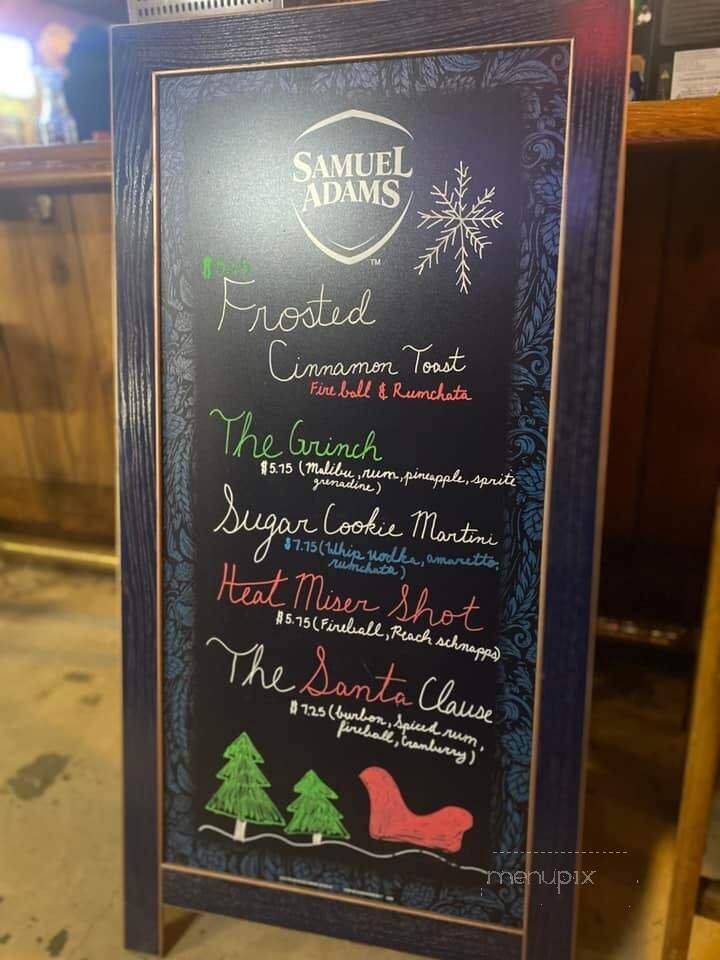 SAMUEL
ADAMS
TM
Frosted
Cinnamon Toast
Fireball & Rumchata
The Grinch
$5.75 (Malibu, rum, pineapple, sprite
grenadine)
Sugar Cookie Martini
$7.75 (Whip vodka, amaretto,
rumchata)
Heat Miser Shot
$5.75 (Fireball, Peach schnapps)
The Santa Clause
$7.25 (burbon, Spiced rum,
fireball, Cranberry)
menupix